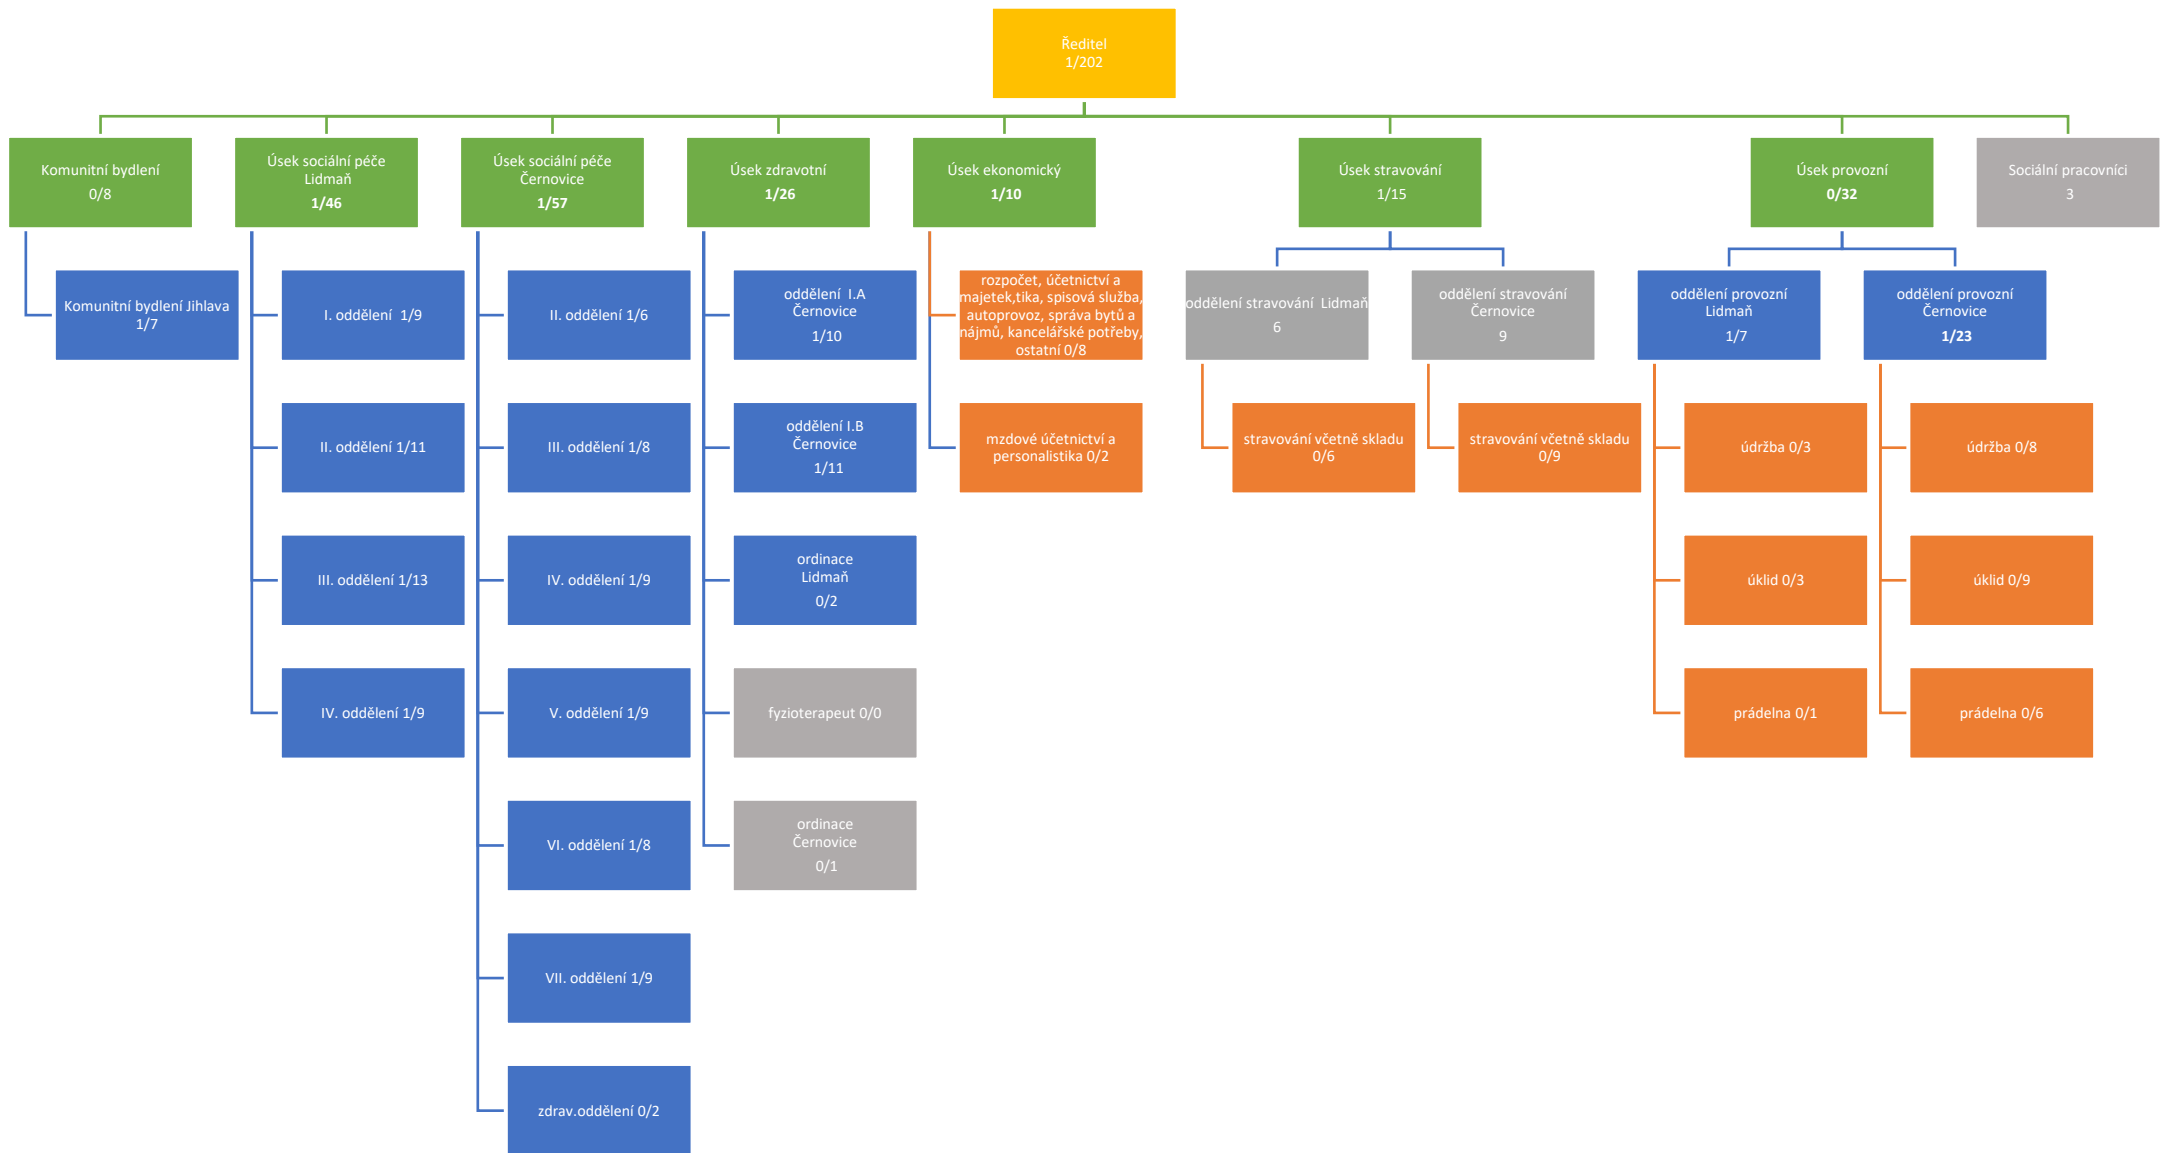 Ředitel
1/202
Komunitní bydlení
0/8
Úsek sociální péče
Lidmaň
1/46
Úsek sociální péče
Černovice
1/57
Úsek zdravotní
1/26
Úsek ekonomický
1/10
Úsek stravování
1/15
Úsek provozní
0/32
Sociální pracovníci
3
Komunitní bydlení Jihlava
1/7
I. oddělení 1/9
II. oddělení 1/11
III. oddělení 1/13
IV. oddělení 1/9
II. oddělení 1/6
III. oddělení 1/8
IV. oddělení 1/9
V. oddělení 1/9
VI. oddělení 1/8
VII. oddělení 1/9
zdrav.oddělení 0/2
oddělení I.A
Černovice
1/10
oddělení I.B
Černovice
1/11
ordinace
Lidmaň
0/2
fyzioterapeut 0/0
ordinace
Černovice
0/1
rozpočet, účetnictví a
majetek,tika, spisová služba,
autoprovoz, správa bytů a
nájmů, kancelářské potřeby,
ostatní 0/8
mzdové účetnictví a
personalistika 0/2
oddělení stravování Lidmaň
6
stravování včetně skladu
0/6
oddělení stravování
Černovice
9
stravování včetně skladu
0/9
oddělení provozní
Lidmaň
1/7
údržba 0/3
úklid 0/3
prádelna 0/1
oddělení provozní
Černovice
1/23
údržba 0/8
úklid 0/9
prádelna 0/6